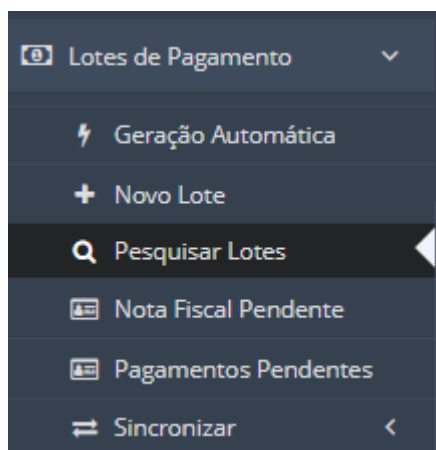 Lotes de Pagamento
Geração Automática
Novo Lote
Pesquisar Lotes
Nota Fiscal Pendente
Pagamentos Pendentes
Sincronizar